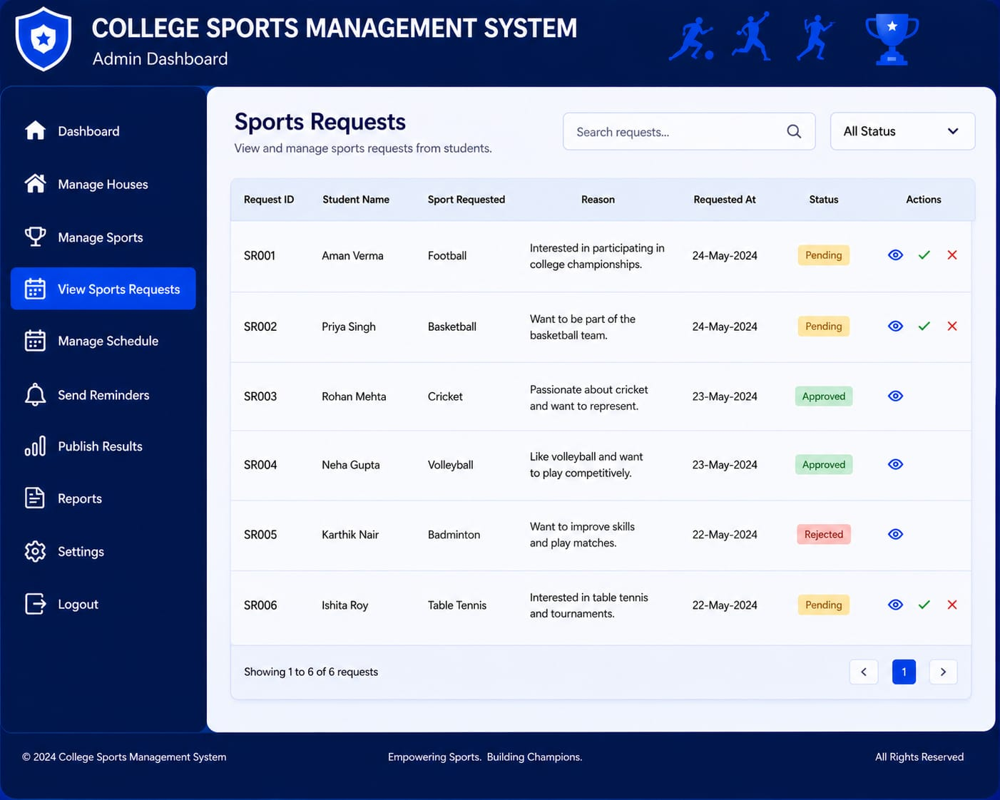 COLLEGE SPORTS MANAGEMENT SYSTEM
Admin Dashboard
Dashboard
Manage Houses
Manage Sports
View Sports Requests
Manage Schedule
Send Reminders
Publish Results
Reports
Settings
Logout
Sports Requests
View and manage sports requests from students.
Search requests...
All Status
Request ID Student Name Sport Requested Reason Requested At Status Actions
SR001 Aman Verma Football Interested in participating in 24-May-2024 Pending
college championships.
SR002 Priya Singh Basketball Want to be part of the 24-May-2024 Pending
basketball team.
SR003 Rohan Mehta Cricket Passionate about cricket 23-May-2024 Approved
and want to represent.
SR004 Neha Gupta Volleyball Like volleyball and want 23-May-2024 Approved
to play competitively.
SR005 Karthik Nair Badminton Want to improve skills 22-May-2024 Rejected
and play matches.
SR006 Ishita Roy Table Tennis Interested in table tennis 22-May-2024 Pending
and tournaments.
Showing 1 to 6 of 6 requests
1
© 2024 College Sports Management System
Empowering Sports. Building Champions.
All Rights Reserved